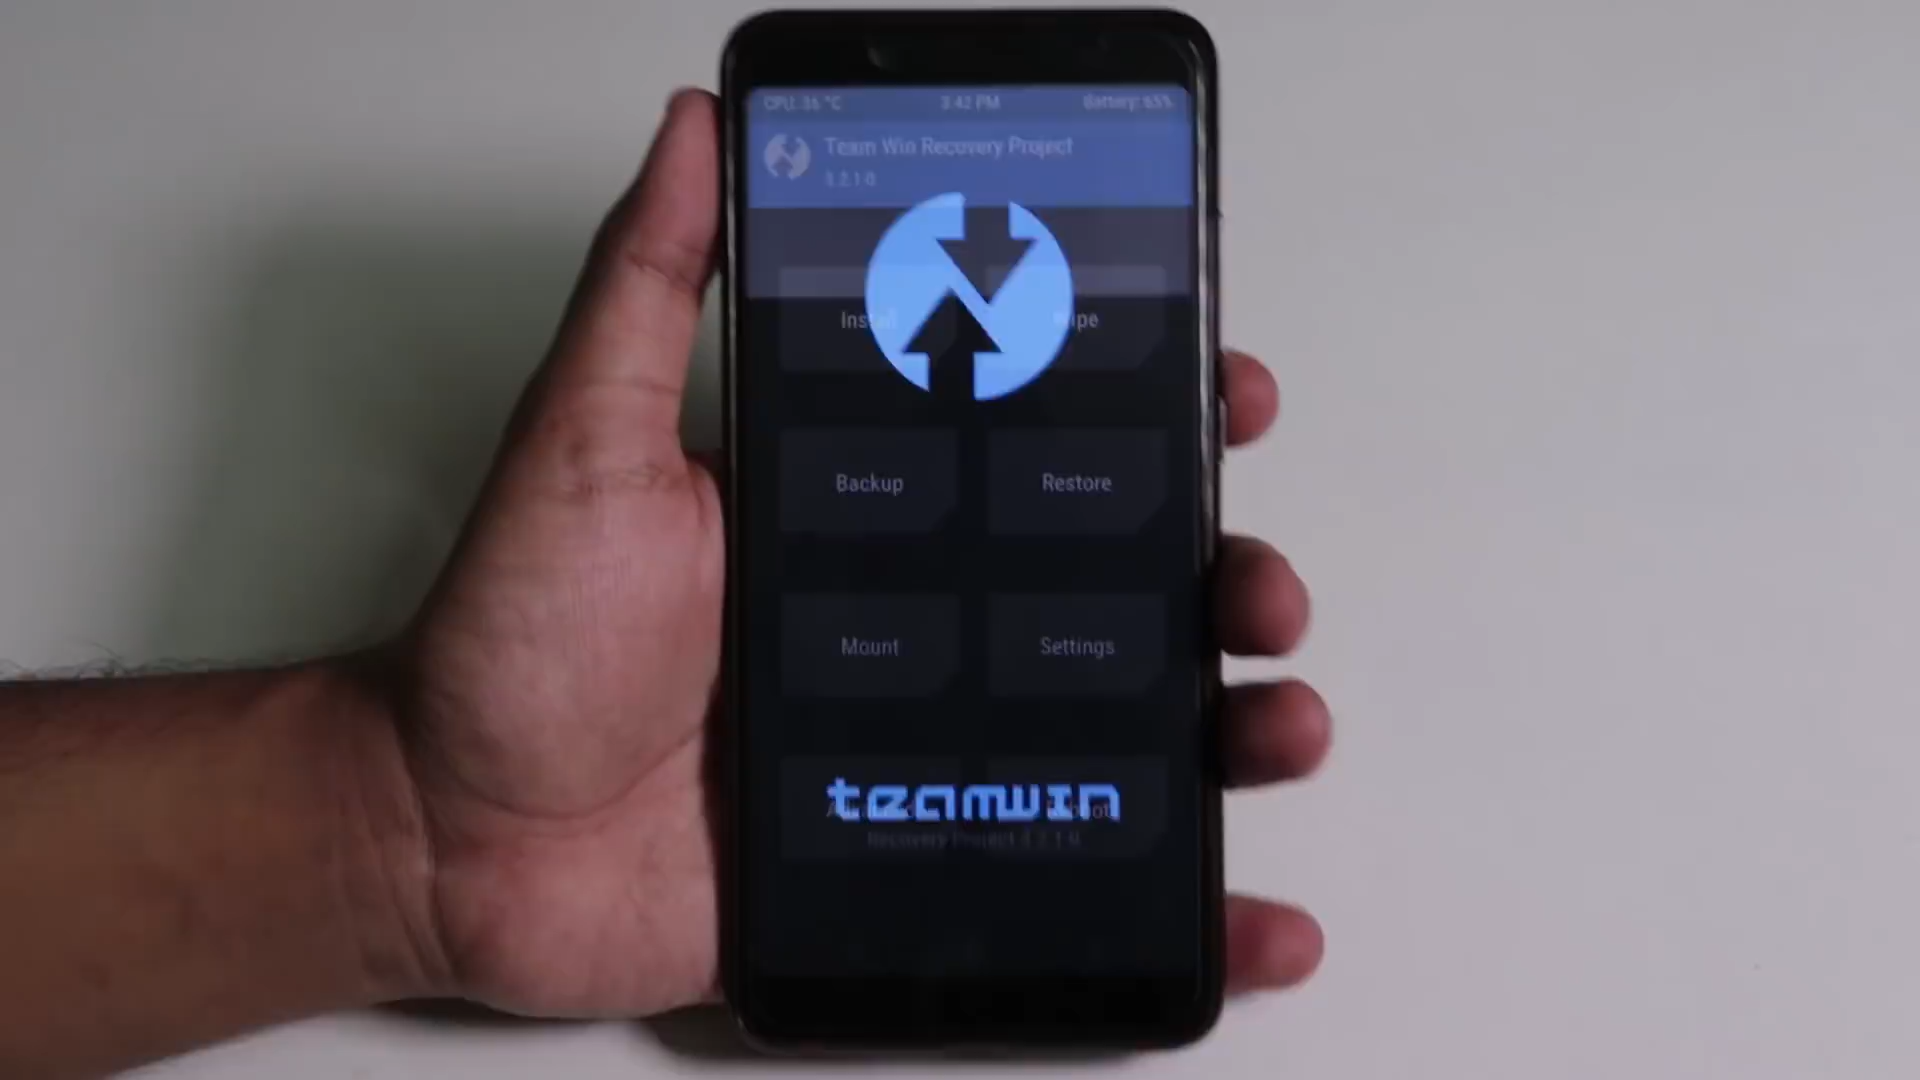 CPU: 36 °C 3:42 PM Battery: 65%
Team Win Recovery Project
3.2.1-0
Install Wipe
Backup Restore
Mount Settings
teamwin
Reboot
Recovery Project 3.2.1-0